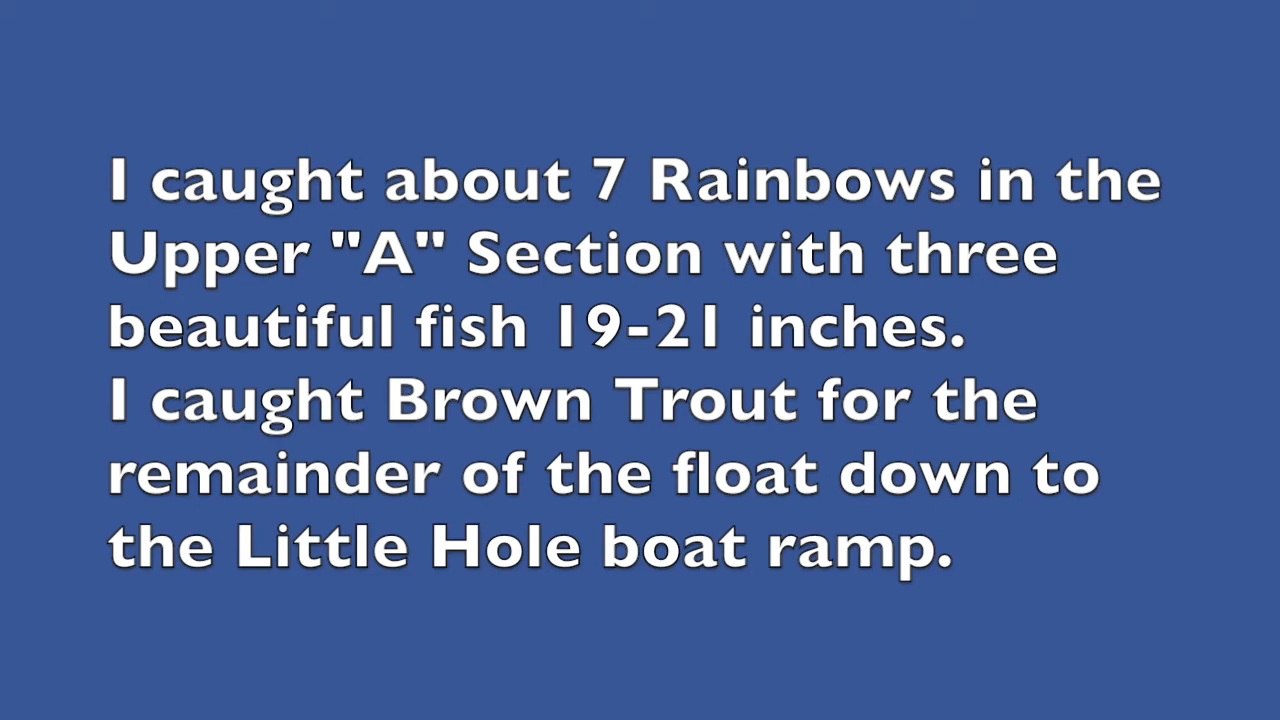 I caught about 7 Rainbows in the
Upper "A" Section with three
beautiful fish 19-21 inches.
I caught Brown Trout for the
remainder of the float down to
the Little Hole boat ramp.